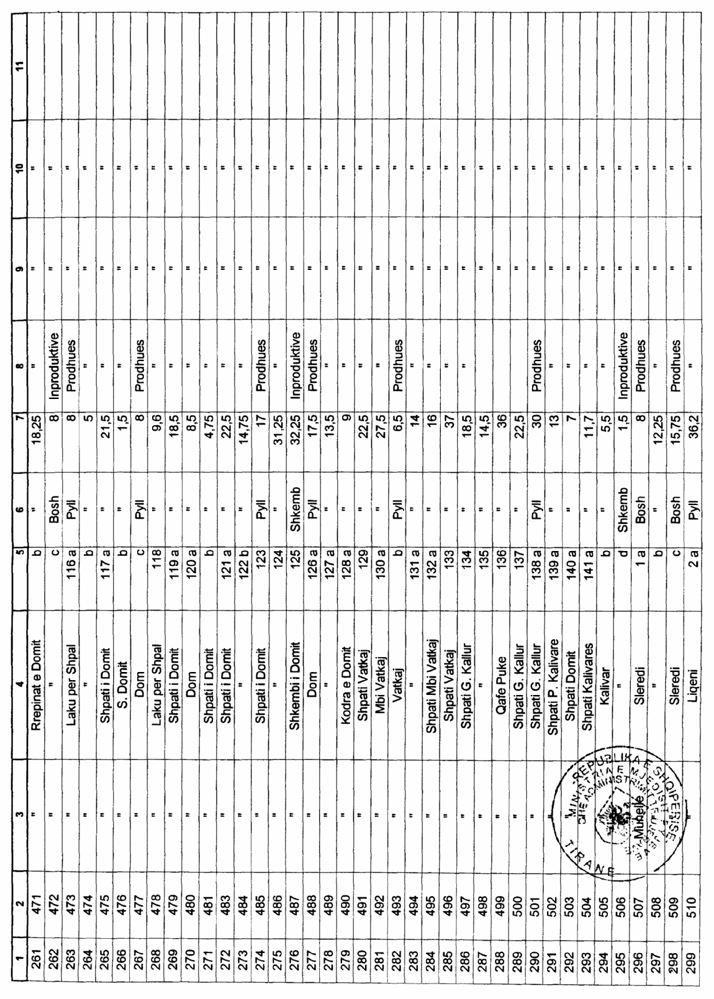 1 2 3 4 5 6 7 8 9 10 11
261 471 " Rrepinat e Domit b " 18,25 " " "
262 472 " " c Bosh 8 Inproduktive " "
263 473 " Laku per Shpal 116 a Pyll 8 Prodhues " "
264 474 " " b " 5 " " "
265 475 " Shpati i Domit 117 a " 21,5 " " "
266 476 " S. Domit b " 1,5 " " "
267 477 " Dom c Pyll 8 Prodhues " "
268 478 " Laku per Shpal 118 " 9,6 " " "
269 479 " Shpati i Domit 119 a " 18,5 " " "
270 480 " Dom 120 a " 8,5 " " "
271 481 " Shpati i Domit b " 4,75 " " "
272 483 " Shpati i Domit 121 a " 22,5 " " "
273 484 " " 122 b " 14,75 " " "
274 485 " Shpati i Domit 123 Pyll 17 Prodhues " "
275 486 " " 124 " 31,25 " " "
276 487 " Shkembi i Domit 125 Shkemb 32,25 Inproduktive " "
277 488 " Dom 126 a Pyll 17,5 Prodhues " "
278 489 " " 127 a " 13,5 " " "
279 490 " Kodra e Domit 128 a " 9 " " "
280 491 " Shpati Vatkaj 129 " 22,5 " " "
281 492 " Mbi Vatkaj 130 a " 27,5 " " "
282 493 " Vatkaj b Pyll 6,5 Prodhues " "
283 494 " " 131 a " 14 " " "
284 495 " Shpati Mbi Vatkaj 132 a " 16 " " "
285 496 " Shpati Vatkaj 133 " 37 " " "
286 497 " Shpati G. Kallur 134 " 18,5 " " "
287 498 " " 135 " 14,5 " "
288 499 " Qafe Puke 136 " 36 " "
289 500 " Shpati G. Kallur 137 " 22,5 " "
290 501 " Shpati G. Kallur 138 a Pyll 30 Prodhues " "
291 502 " Shpati P. Kalivare 139 a " 13 " " "
292 503 " Shpati Domit 140 a " 7 " " "
293 504 Shpati Kalivares 141 a " 11,7 " " "
294 505 Kalivar b " 5,5 " " "
295 506 " d Shkemb 1,5 Inproduktive " "
296 507 Munelle Sleredi 1 a Bosh 8 Prodhues " "
297 508 " b " 12,25 " " "
298 509 Sleredi c Bosh 15,75 Prodhues " "
299 510 " Liqeni 2 a Pyll 36,2 " " "
REPUBLIKA E SHQIPERISE
MINISTRIA E MJEDISIT PYJEVE
DHE ADMINISTRIMIT TE UJERAVE
TIRANE